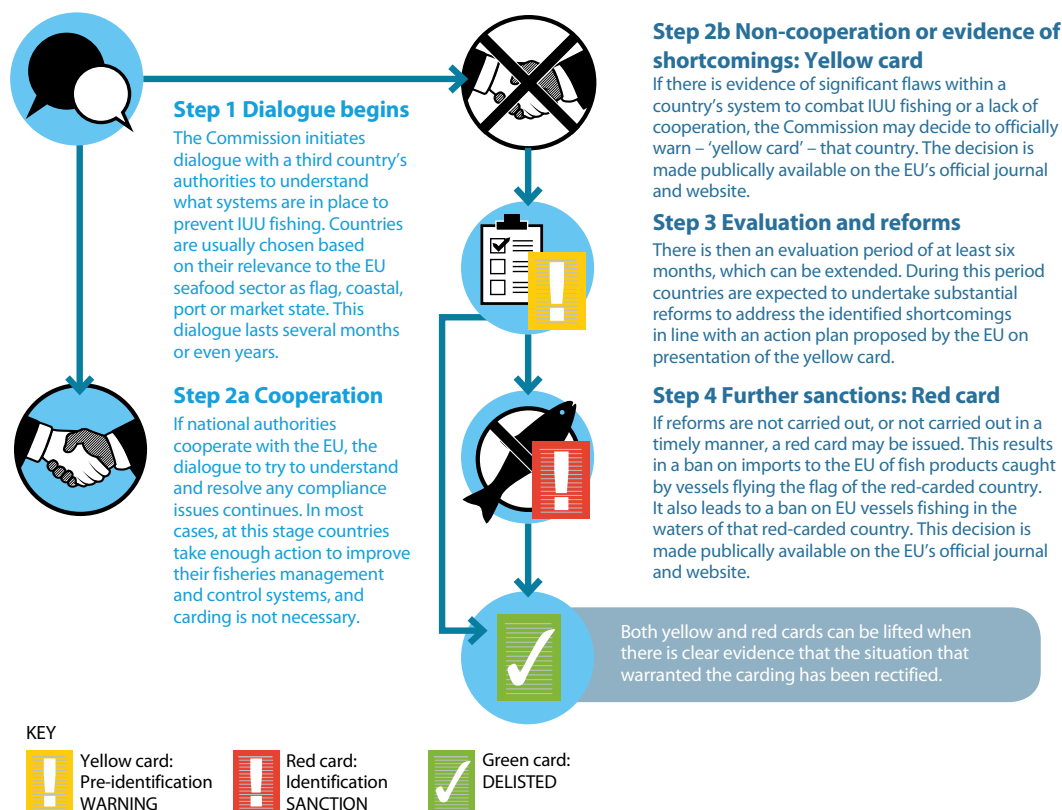 Step 1 Dialogue begins
The Commission initiates
dialogue with a third country's
authorities to understand
what systems are in place to
prevent IUU fishing. Countries
are usually chosen based
on their relevance to the EU
seafood sector as flag, coastal,
port or market state. This
dialogue lasts several months
or even years.
Step 2a Cooperation
If national authorities
cooperate with the EU, the
dialogue to try to understand
and resolve any compliance
issues continues. In most
cases, at this stage countries
take enough action to improve
their fisheries management
and control systems, and
carding is not necessary.
Step 2b Non-cooperation or evidence of
shortcomings: Yellow card
If there is evidence of significant flaws within a
country's system to combat IUU fishing or a lack of
cooperation, the Commission may decide to officially
warn – ‘yellow card’ – that country. The decision is
made publically available on the EU's official journal
and website.
Step 3 Evaluation and reforms
There is then an evaluation period of at least six
months, which can be extended. During this period
countries are expected to undertake substantial
reforms to address the identified shortcomings
in line with an action plan proposed by the EU on
presentation of the yellow card.
Step 4 Further sanctions: Red card
If reforms are not carried out, or not carried out in a
timely manner, a red card may be issued. This results
in a ban on imports to the EU of fish products caught
by vessels flying the flag of the red-carded country.
It also leads to a ban on EU vessels fishing in the
waters of that red-carded country. This decision is
made publically available on the EU's official journal
and website.
Both yellow and red cards can be lifted when
there is clear evidence that the situation that
warranted the carding has been rectified.
KEY
Yellow card:
Pre-identification
WARNING
Red card:
Identification
SANCTION
Green card:
DELISTED